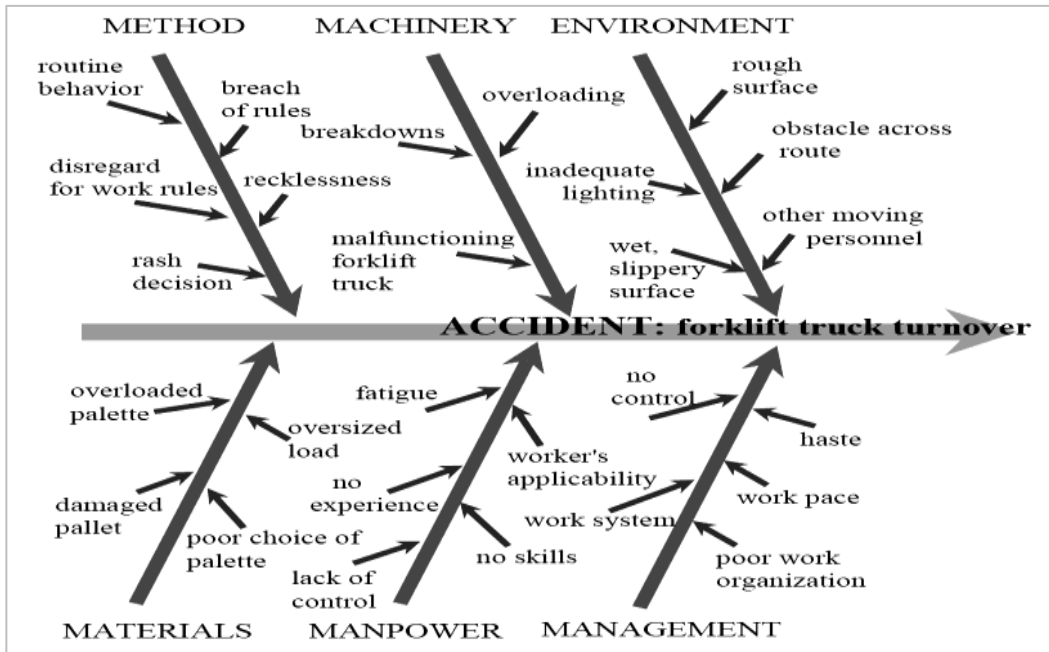 METHOD
MACHINERY
ENVIRONMENT
routine
behavior
breach
of rules
disregard
for work rules
recklessness
rash
decision
overloading
breakdowns
malfunctioning
forklift
truck
rough
surface
obstacle across
route
inadequate
lighting
other moving
personnel
wet,
slippery
surface
ACCIDENT: forklift truck turnover
overloaded
palette
oversized
load
damaged
pallet
poor choice of
palette
fatigue
worker's
applicability
no
experience
no skills
lack of
control
no
control
haste
work pace
work system
poor work
organization
MATERIALS
MANPOWER
MANAGEMENT